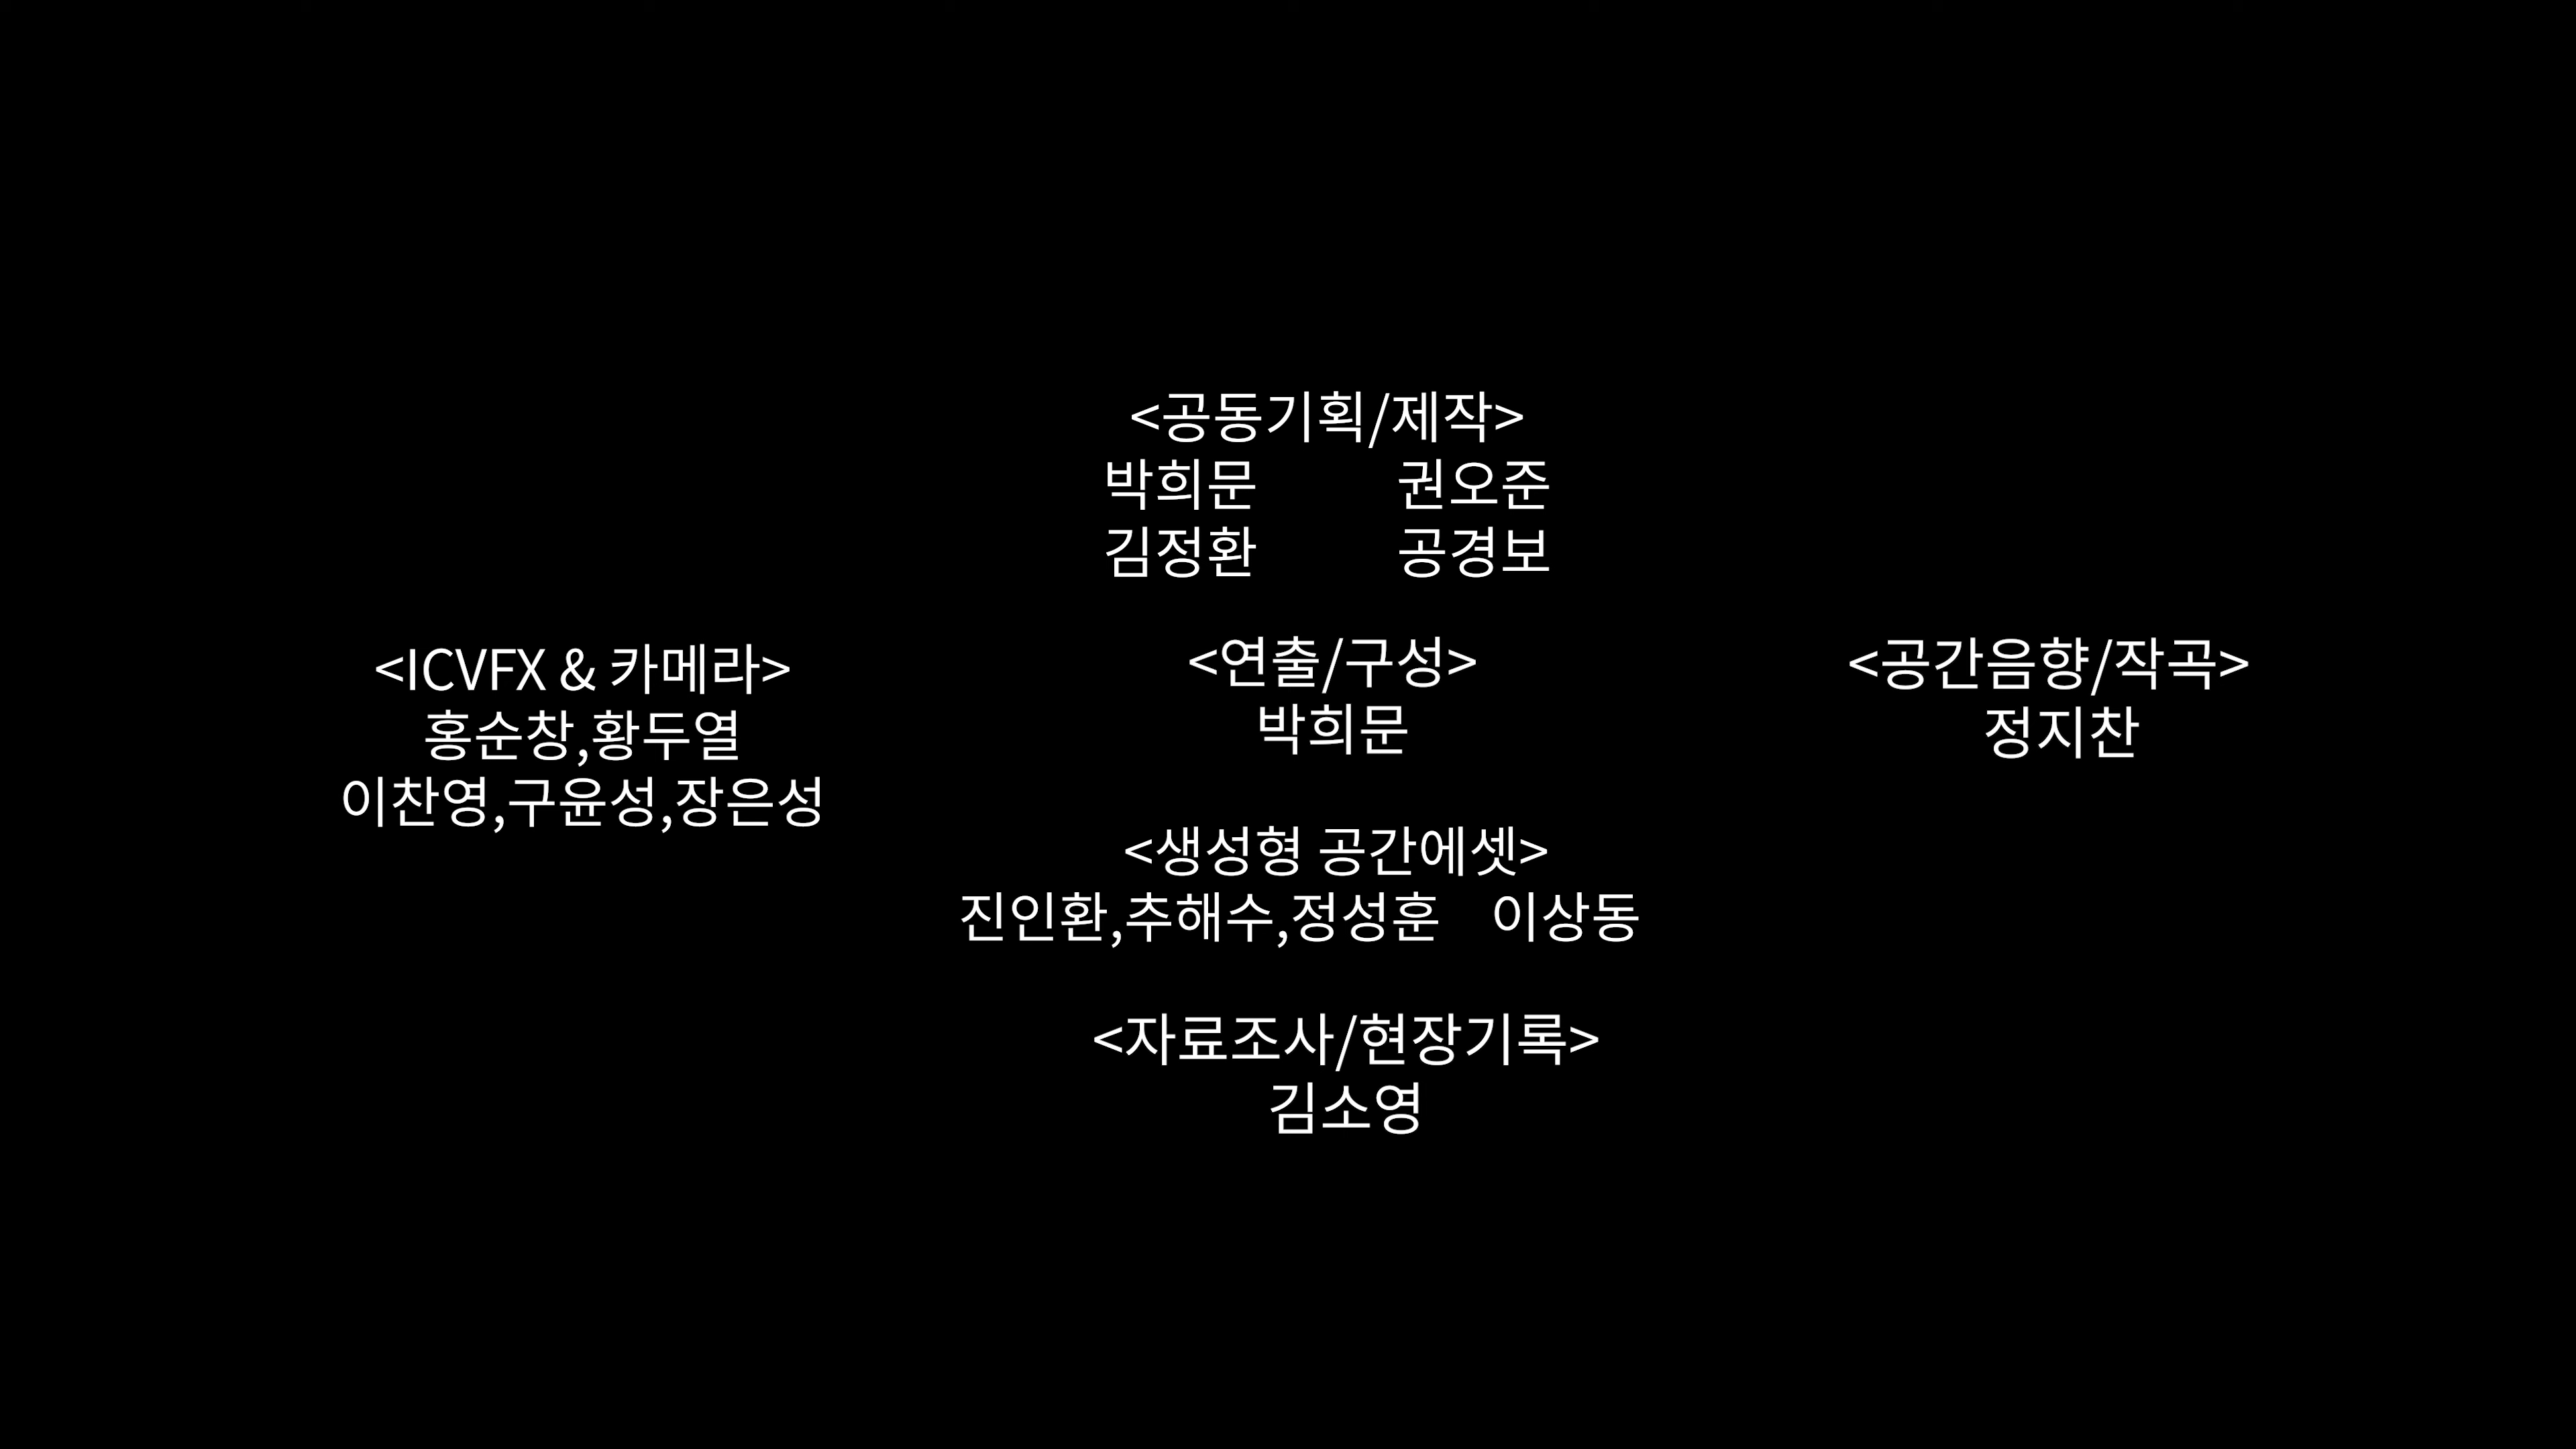 <공동기획/제작>
박희문 권오준
김정환 공경보
<ICVFX & 카메라>
홍순창,황두열
이찬영,구윤성,장은성
<연출/구성>
박희문
<공간음향/작곡>
정지찬
<생성형 공간에셋>
진인환,추해수,정성훈 이상동
<자료조사/현장기록>
김소영